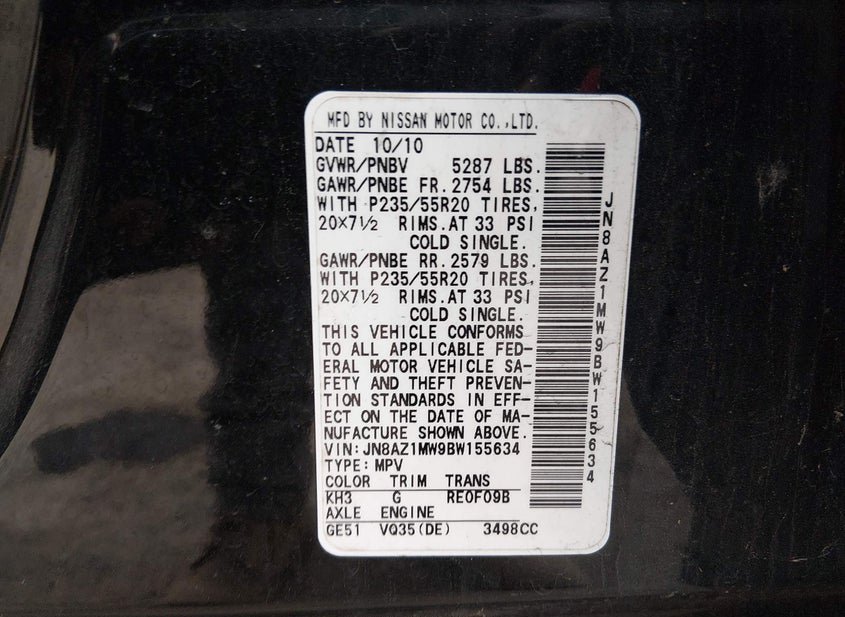 MFD BY NISSAN MOTOR CO.,LTD.
DATE 10/10
GVWR/PNBV 5287 LBS.
GAWR/PNBE FR. 2754 LBS.
WITH P235/55R20 TIRES,
20×7½ RIMS.AT 33 PSI
COLD SINGLE.
GAWR/PNBE RR. 2579 LBS.
WITH P235/55R20 TIRES,
20×7½ RIMS.AT 33 PSI
COLD SINGLE.
THIS VEHICLE CONFORMS
TO ALL APPLICABLE FED-
ERAL MOTOR VEHICLE SA-
FETY AND THEFT PREVEN-
TION STANDARDS IN EFF-
ECT ON THE DATE OF MA-
NUFACTURE SHOWN ABOVE.
VIN:JN8AZ1MW9BW155634
TYPE:MPV
COLOR TRIM TRANS
KH3 G RE0F09B
AXLE ENGINE
GE51 VQ35(DE) 3498CC
JN8AZ1MW9BW155634